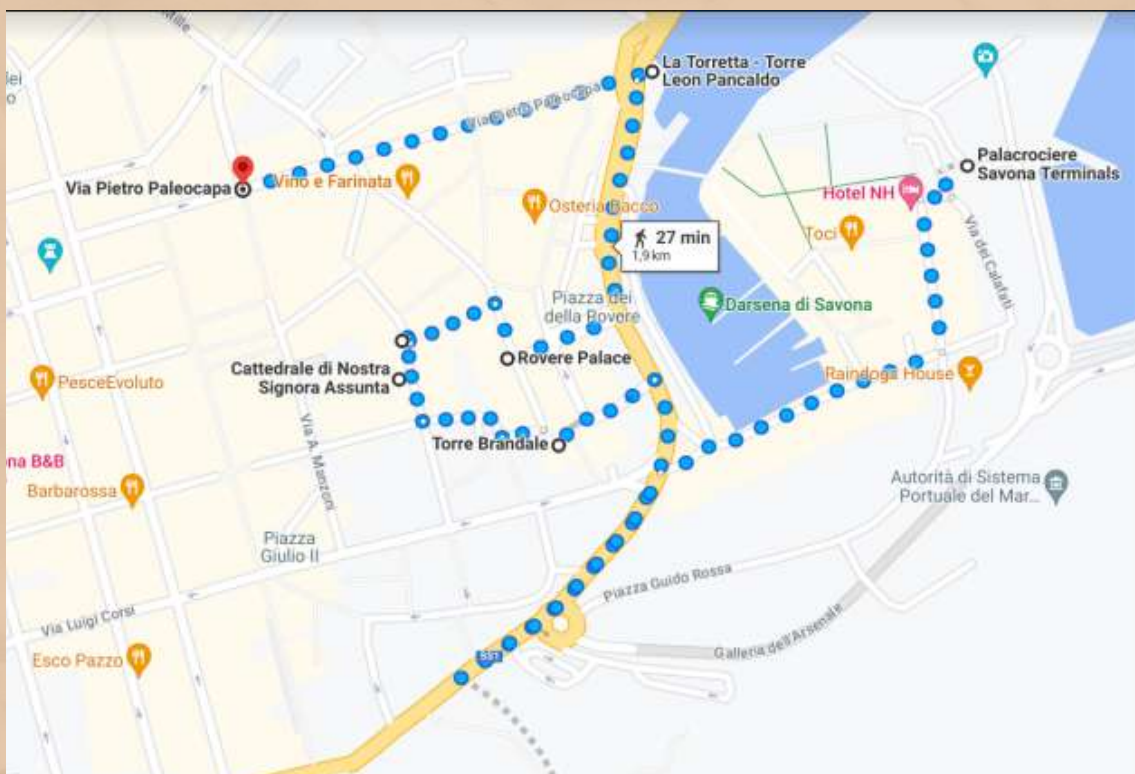 Mille
La Torretta - Torre
Leon Pancaldo
Via Pietro Paleocapa
Palacrociere
Savona Terminals
Via Pietro Paleocapa
Vino e Farinata
Hotel NH
Osteria Bacco
Toci
27 min
1,9 km
Via dei Calafati
Piazza dei
della Rovere
Darsena di Savona
Cattedrale di Nostra
Signora Assunta
Rovere Palace
PesceEvoluto
Raindogs House
Torre Brandale
Via A. Manzoni
na B&B
Barbarossa
Autorità di Sistema
Portuale del Mar...
Piazza
Giulio II
Piazza Guido Rossa
Via Luigi Corsi
Galleria dell'Arsenale
Esco Pazzo
SS1